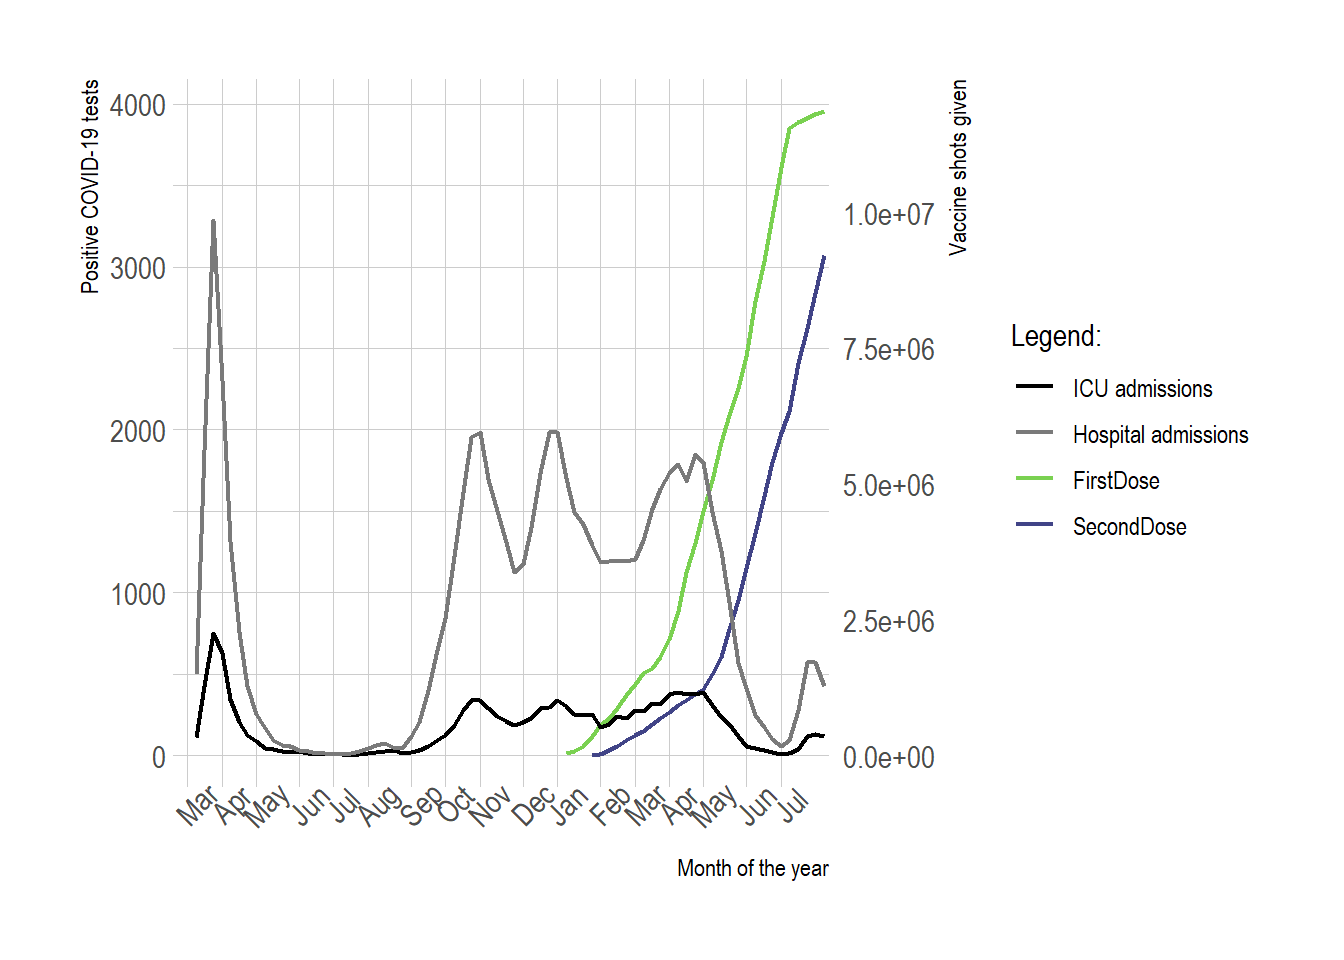 Positive COVID-19 tests
4000
3000
2000
1000
0
Vaccine shots given
1.0e+07
7.5e+06
5.0e+06
2.5e+06
0.0e+00
Mar
Apr
May
Jun
Jul
Aug
Sep
Oct
Nov
Dec
Jan
Feb
Mar
Apr
May
Jun
Jul
Month of the year
Legend:
ICU admissions
Hospital admissions
FirstDose
SecondDose